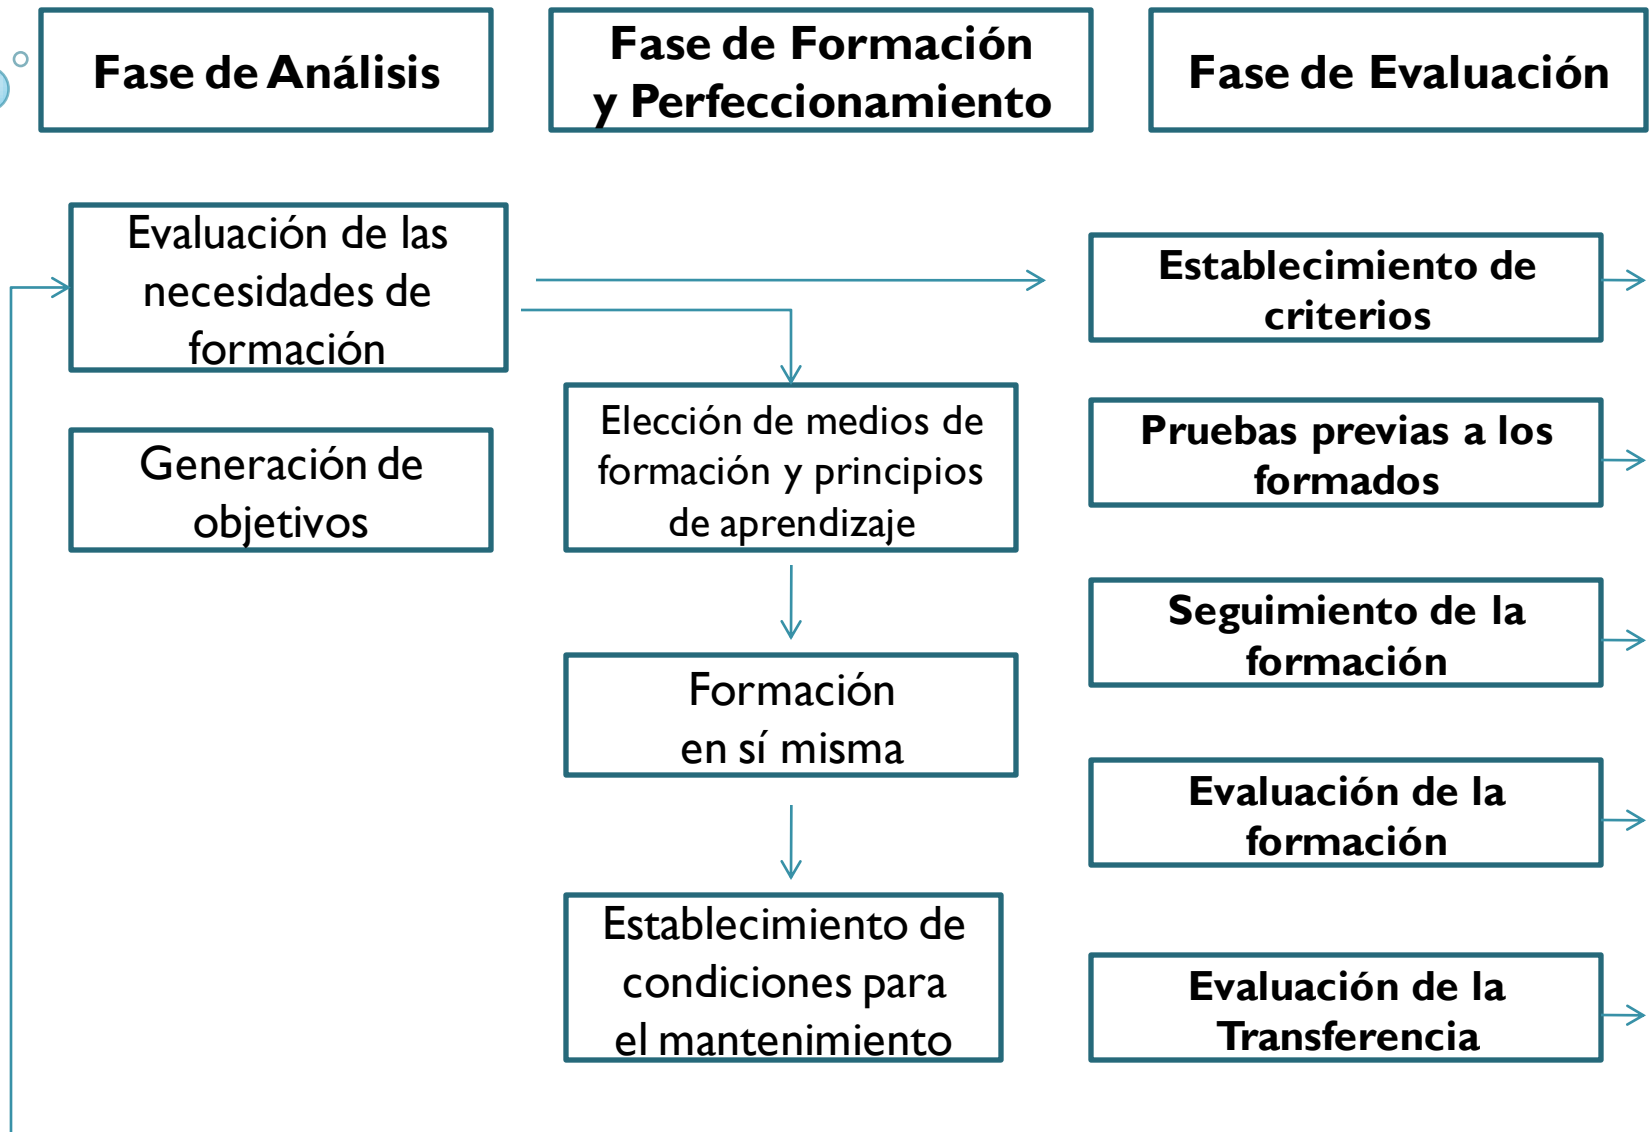 Fase de Análisis
Fase de Formación
y Perfeccionamiento
Fase de Evaluación
Evaluación de las
necesidades de
formación
Generación de
objetivos
Elección de medios de
formación y principios
de aprendizaje
Formación
en sí misma
Establecimiento de
condiciones para
el mantenimiento
Establecimiento de
criterios
Pruebas previas a los
formados
Seguimiento de la
formación
Evaluación de la
formación
Evaluación de la
Transferencia